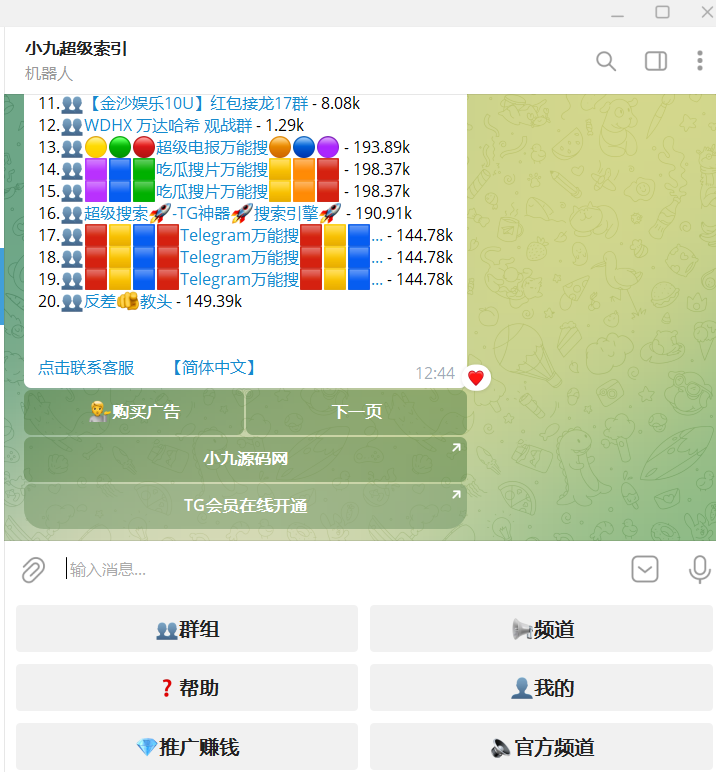 小九超级索引
机器人
11.👥【金沙娱乐10U】红包接龙17群 - 8.08k
12.👥WDHX 万达哈希 观战群 - 1.29k
13.👥🟡🟢🔴超级电报万能搜🟠🔵🟣 - 193.89k
14.👥🟪🟦🟩吃瓜搜片万能搜🟨🟧🟥 - 198.37k
15.👥🟪🟦🟩吃瓜搜片万能搜🟨🟧🟥 - 198.37k
16.👥超级搜索🚀-TG神器🚀搜索引擎🚀 - 190.91k
17.👥🟥🟨🟦🟥Telegram万能搜🟥🟨🟦... - 144.78k
18.👥🟥🟨🟦🟥Telegram万能搜🟥🟨🟦... - 144.78k
19.👥🟥🟨🟦🟥Telegram万能搜🟥🟨🟦... - 144.78k
20.👥反差🫵教头 - 149.39k
点击联系客服 【简体中文】
12:44
💁‍♂️购买广告 下一页
小九源码网
TG会员在线开通
输入消息...
👥群组 📢频道
❓帮助 👤我的
💎推广赚钱 🔈官方频道